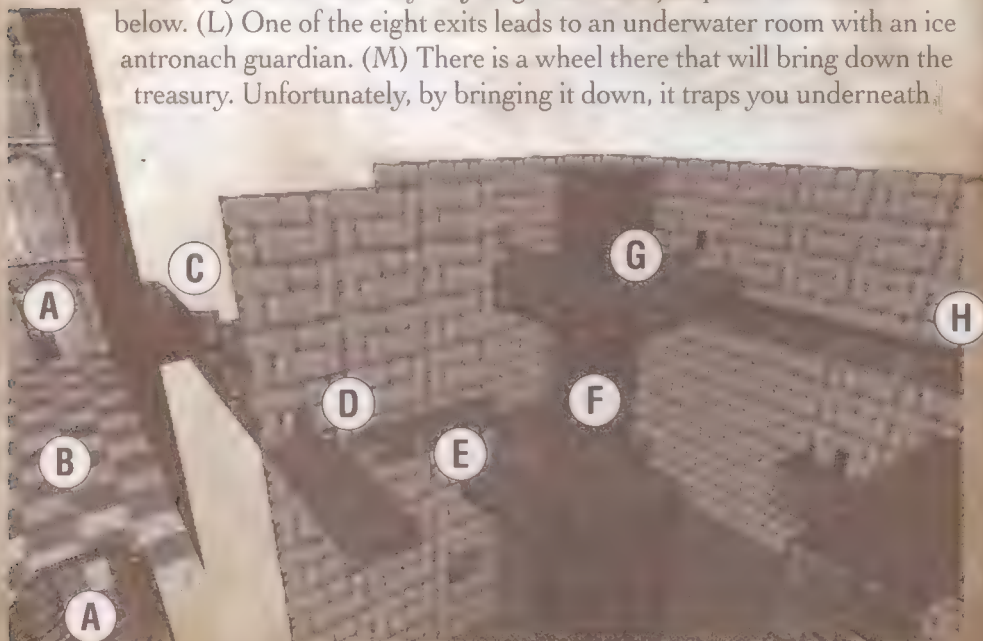 below. (L) One of the eight exits leads to an underwater room with an ice
antronach guardian. (M) There is a wheel there that will bring down the
treasury. Unfortunately, by bringing it down, it traps you underneath.
C
G
A
H
D
F
E
B
A